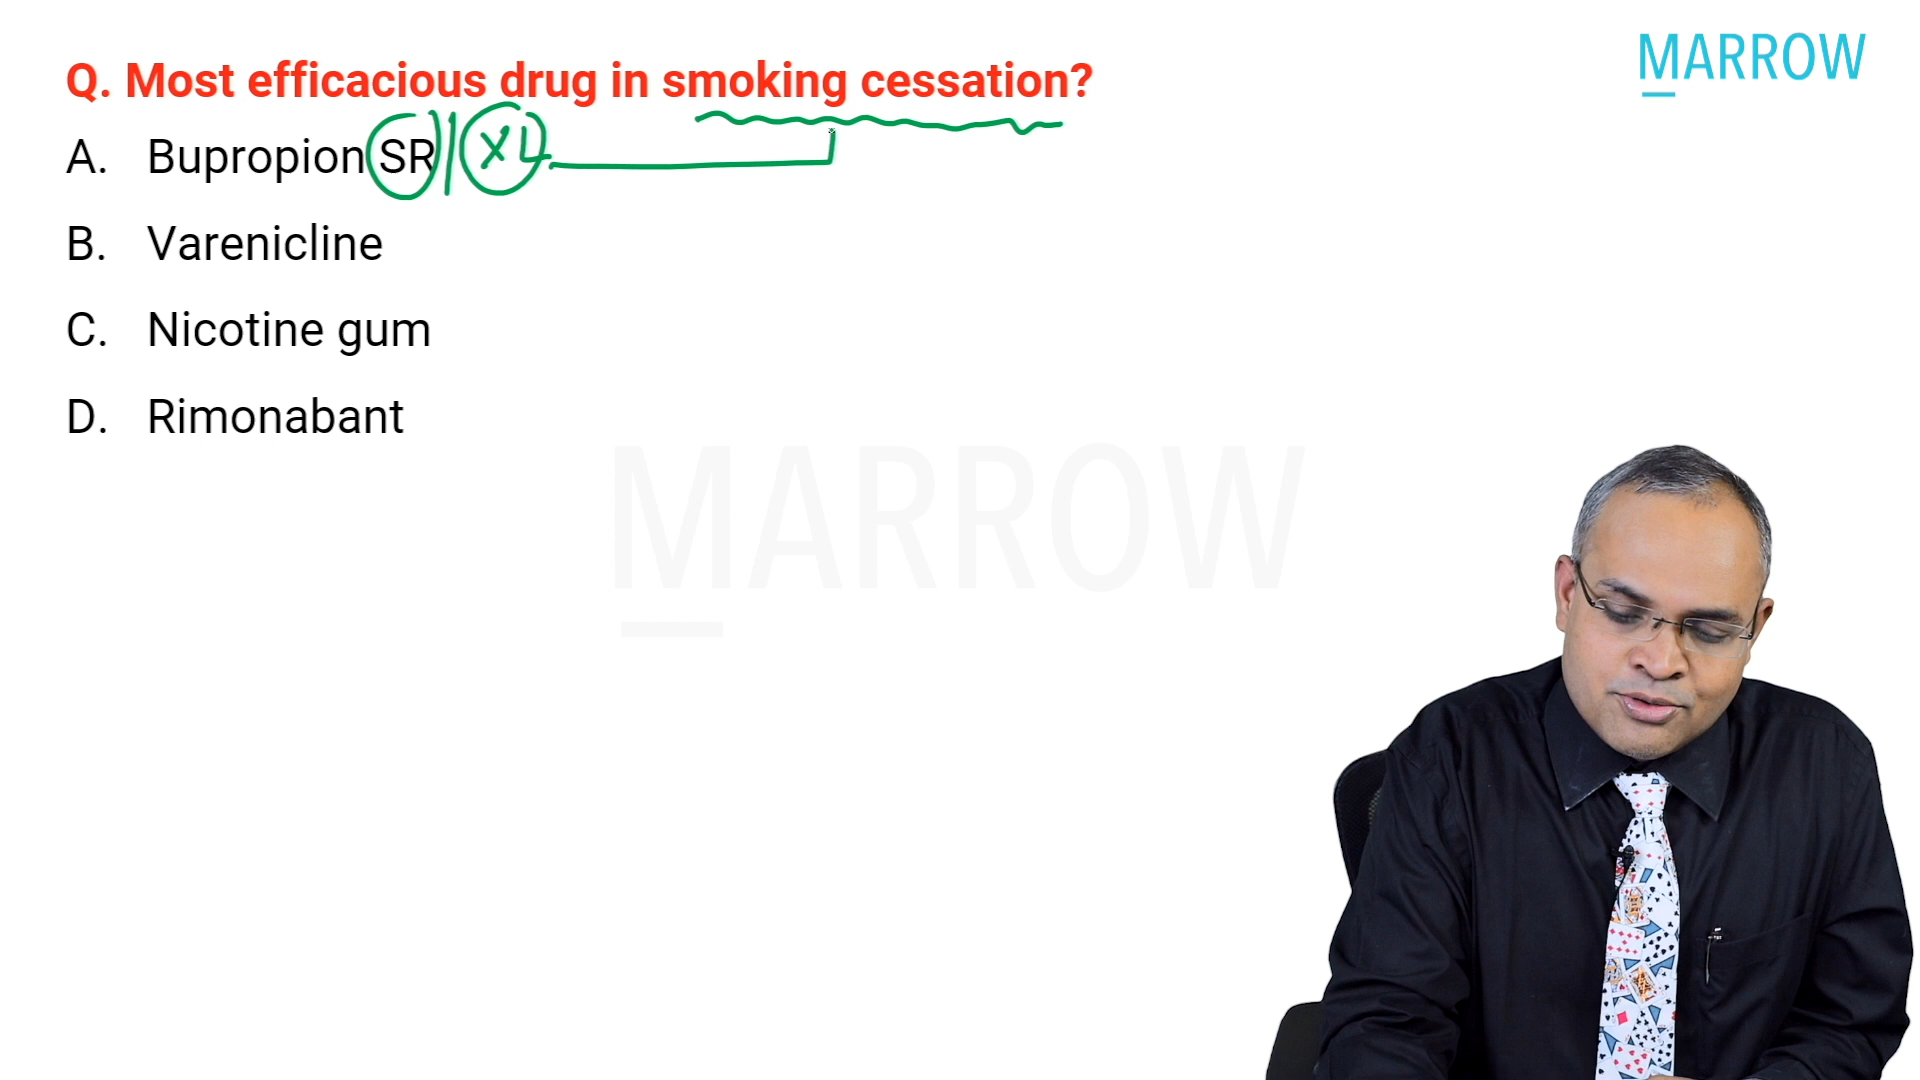 MARROW
Q. Most efficacious drug in smoking cessation?
A. Bupropion SR | XL
B. Varenicline
C. Nicotine gum
D. Rimonabant
MARROW